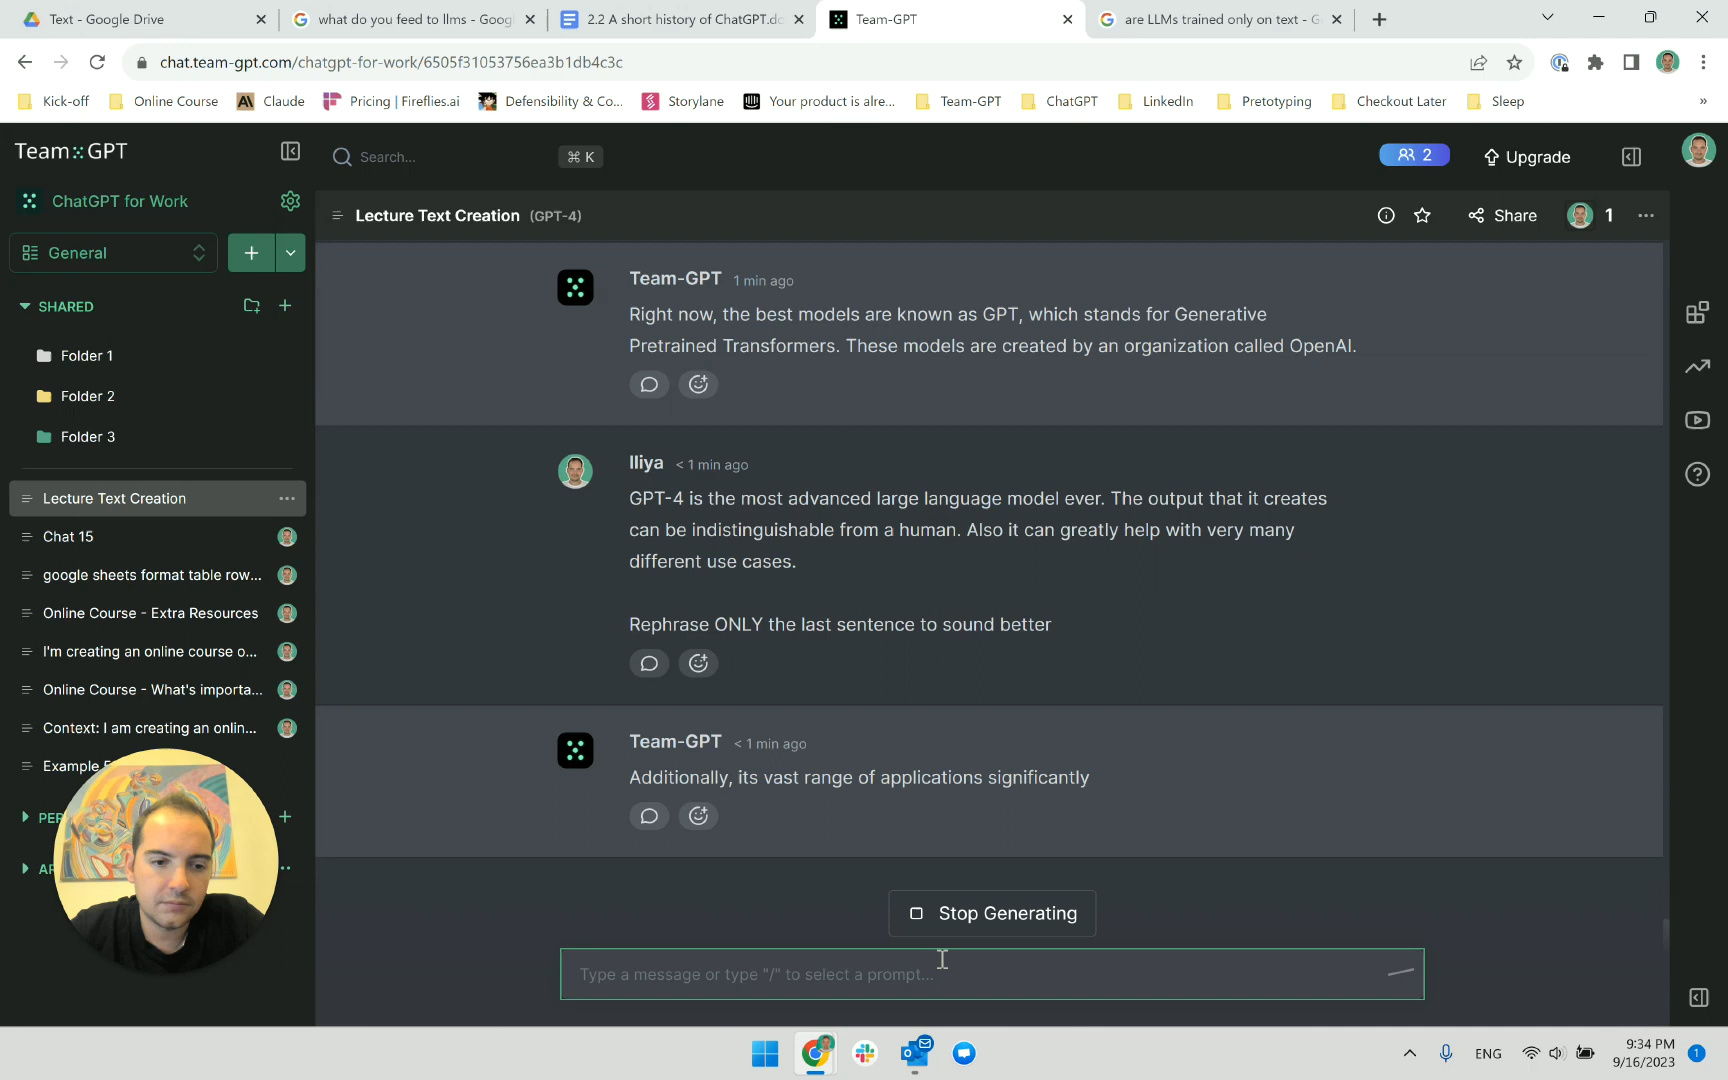 Text - Google Drive
what do you feed to llms - Goog
2.2 A short history of ChatGPT.do
Team-GPT
are LLMs trained only on text - G
chat.team-gpt.com/chatgpt-for-work/6505f31053756ea3b1db4c3c
Kick-off
Online Course
Claude
Pricing | Fireflies.ai
Defensibility & Co...
Storylane
Your product is alre...
Team-GPT
ChatGPT
LinkedIn
Pretotyping
Checkout Later
Sleep
»
Team GPT
Search...
⌘ K
2
Upgrade
ChatGPT for Work
General
SHARED
Folder 1
Folder 2
Folder 3
Lecture Text Creation
Chat 15
google sheets format table row...
Online Course - Extra Resources
I'm creating an online course o...
Online Course - What's importa...
Context: I am creating an onlin...
Example
PE
AR
Lecture Text Creation (GPT-4)
Share
1
Team-GPT 1 min ago
Right now, the best models are known as GPT, which stands for Generative
Pretrained Transformers. These models are created by an organization called OpenAI.
Iliya < 1 min ago
GPT-4 is the most advanced large language model ever. The output that it creates
can be indistinguishable from a human. Also it can greatly help with very many
different use cases.
Rephrase ONLY the last sentence to sound better
Team-GPT < 1 min ago
Additionally, its vast range of applications significantly
Stop Generating
Type a message or type "/" to select a prompt...
ENG
9:34 PM
9/16/2023
1